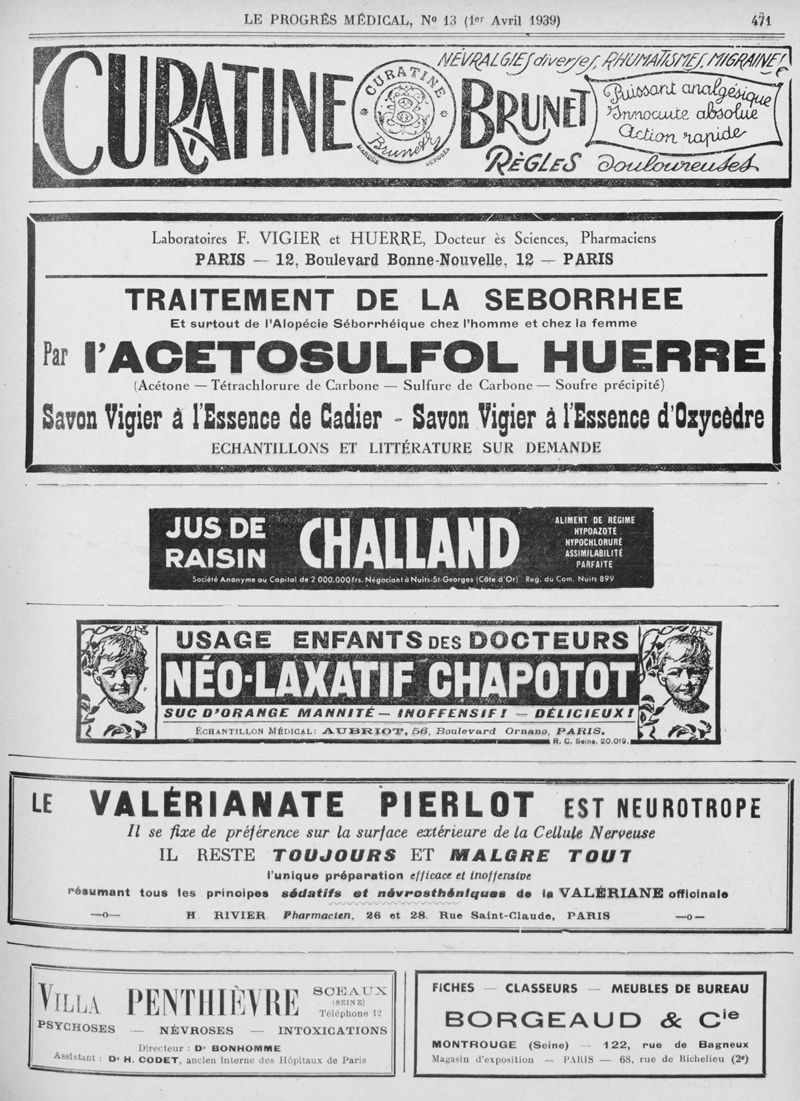 LE PROGRÈS MÉDICAL, No 13 (1er Avril 1939) 471
CURATINE
CURATINE
Brunet
MARQUE DÉPOSÉE
BRUNET
NÉVRALGIES diverses, RHUMATISMES, MIGRAINES
Puissant analgésique
Innocuité absolue
Action rapide
RÈGLES douloureuses
Laboratoires F. VIGIER et HUERRE, Docteur ès Sciences, Pharmaciens
PARIS — 12, Boulevard Bonne-Nouvelle, 12 — PARIS
TRAITEMENT DE LA SEBORRHEE
Et surtout de l'Alopécie Séborrhéique chez l'homme et chez la femme
Par l'ACETOSULFOL HUERRE
(Acétone — Tétrachlorure de Carbone — Sulfure de Carbone — Soufre précipité)
Savon Vigier à l'Essence de Cadier - Savon Vigier à l'Essence d'Oxycèdre
ECHANTILLONS ET LITTÉRATURE SUR DEMANDE
JUS DE
RAISIN
CHALLAND
ALIMENT DE RÉGIME
HYPOAZOTÉ
HYPOCHLORURÉ
ASSIMILABILITÉ
PARFAITE
Société Anonyme au Capital de 2 000.000 frs. Négociant à Nuits-St-Georges (Côte d'Or) Reg. du Com. Nuits 899
USAGE ENFANTS DES DOCTEURS
NÉO-LAXATIF CHAPOTOT
SUC D'ORANGE MANNITÉ — INOFFENSIF! — DÉLICIEUX!
ÉCHANTILLON MÉDICAL: AUBRIOT, 56, Boulevard Ornano, PARIS.
R. C. Seine. 20.019.
LE VALÉRIANATE PIERLOT EST NEUROTROPE
Il se fixe de préférence sur la surface extérieure de la Cellule Nerveuse
IL RESTE TOUJOURS ET MALGRE TOUT
l'unique préparation efficace et inoffensive
résumant tous les principes sédatifs et névrosthéniques de la VALÉRIANE officinale
—o— H RIVIER Pharmacien, 26 et 28. Rue Saint-Claude, PARIS —o—
VILLA PENTHIÈVRE
SCEAUX
(SEINE)
Téléphone 12
PSYCHOSES — NÉVROSES — INTOXICATIONS
Directeur : Dr BONHOMME
Assistant : Dr H. CODET, ancien interne des Hôpitaux de Paris
FICHES — CLASSEURS — MEUBLES DE BUREAU
BORGEAUD & Cie
MONTROUGE (Seine) — 122, rue de Bagneux
Magasin d'exposition — PARIS — 68, rue de Richelieu (2e)